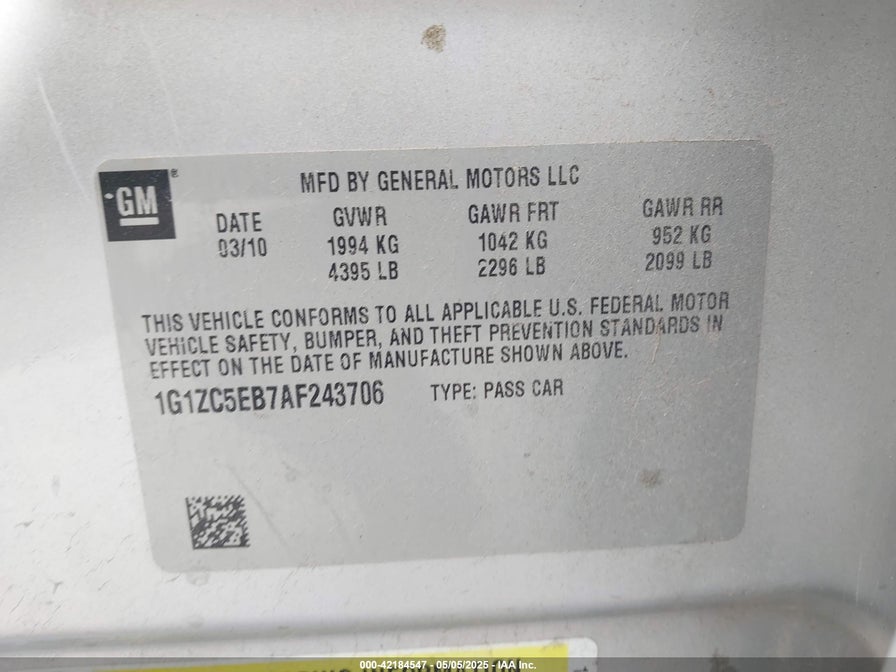 GM ®
MFD BY GENERAL MOTORS LLC
DATE GVWR GAWR FRT GAWR RR
03/10 1994 KG 1042 KG 952 KG
4395 LB 2296 LB 2099 LB
THIS VEHICLE CONFORMS TO ALL APPLICABLE U.S. FEDERAL MOTOR
VEHICLE SAFETY, BUMPER, AND THEFT PREVENTION STANDARDS IN
EFFECT ON THE DATE OF MANUFACTURE SHOWN ABOVE.
1G1ZC5EB7AF243706 TYPE: PASS CAR
000-42184547 - 05/05/2025 - IAA Inc.